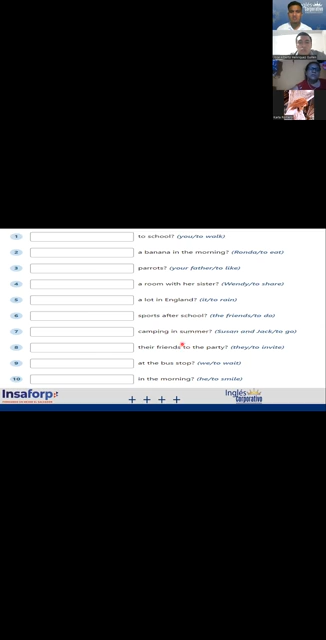 Inglés
Corporativo
1 to school? (you/to walk)
2 a banana in the morning? (Ronda/to eat)
3 parrots? (your father/to like)
4 a room with her sister? (Wendy/to share)
5 a lot in England? (it/to rain)
6 sports after school? (the friends/to do)
7 camping in summer? (Susan and Jack/to go)
8 their friends to the party? (they/to invite)
9 at the bus stop? (we/to wait)
10 in the morning? (he/to smile)
Insaforp
+ + + +
Inglés
Corporativo